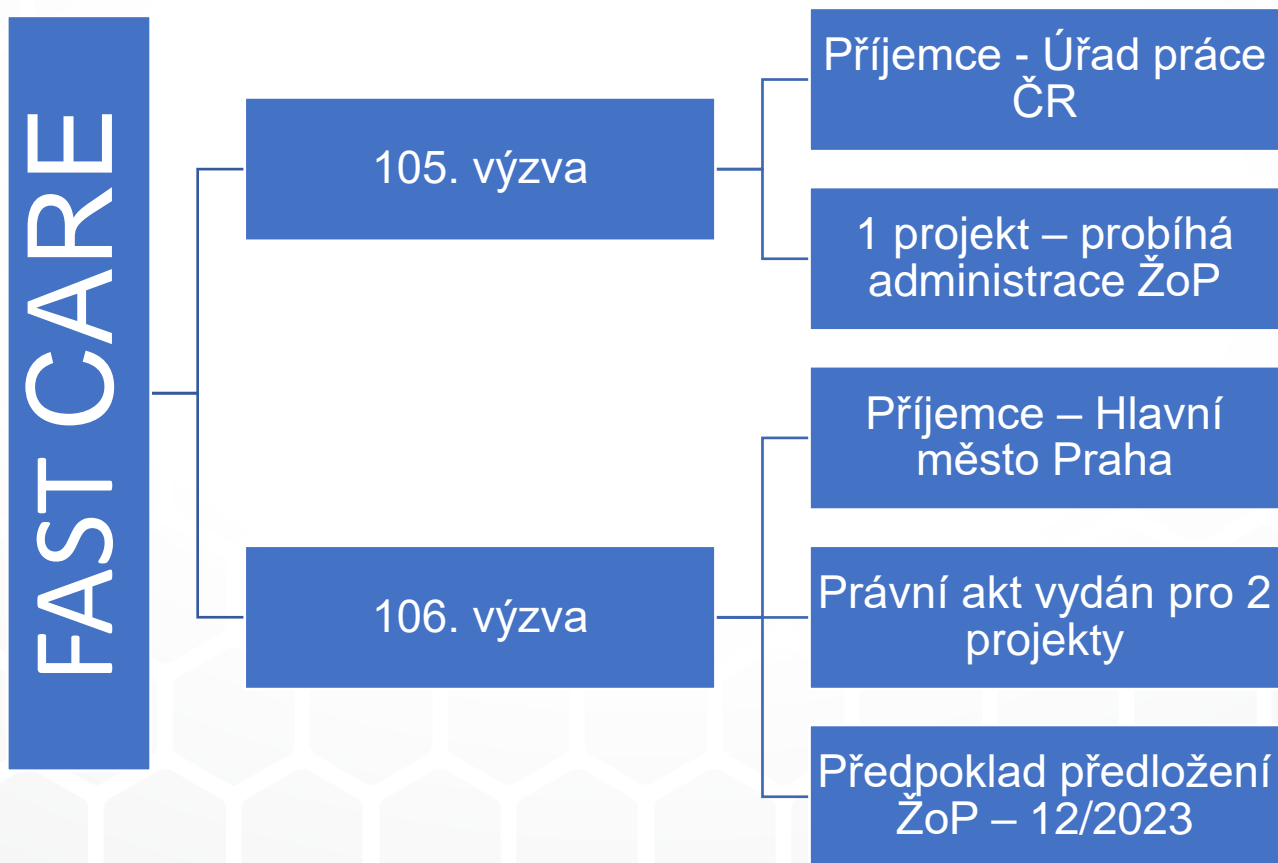 FAST CARE
105. výzva
Příjemce - Úřad práce
ČR
1 projekt – probíhá
administrace ŽoP
106. výzva
Příjemce – Hlavní
město Praha
Právní akt vydán pro 2
projekty
Předpoklad předložení
ŽoP – 12/2023